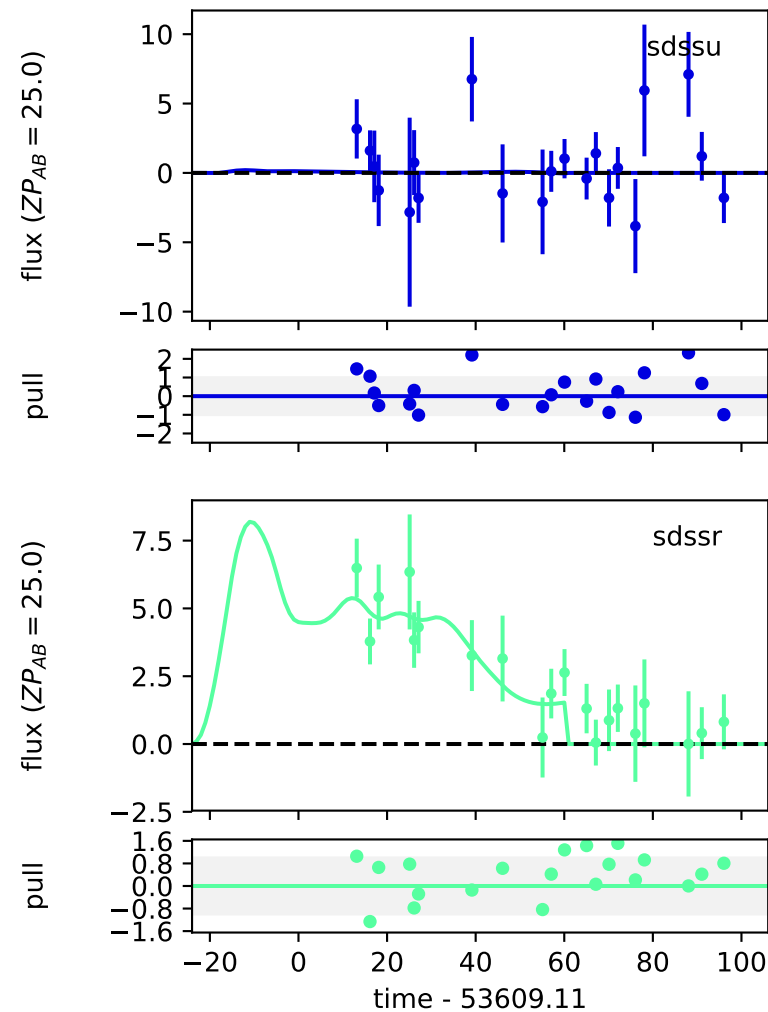 sdssu
flux (ZP_AB = 25.0)
10
5
0
−5
−10
pull
2
1
0
−1
−2
sdssr
flux (ZP_AB = 25.0)
7.5
5.0
2.5
0.0
−2.5
pull
1.6
0.8
0.0
−0.8
−1.6
−20 0 20 40 60 80 100
time - 53609.11